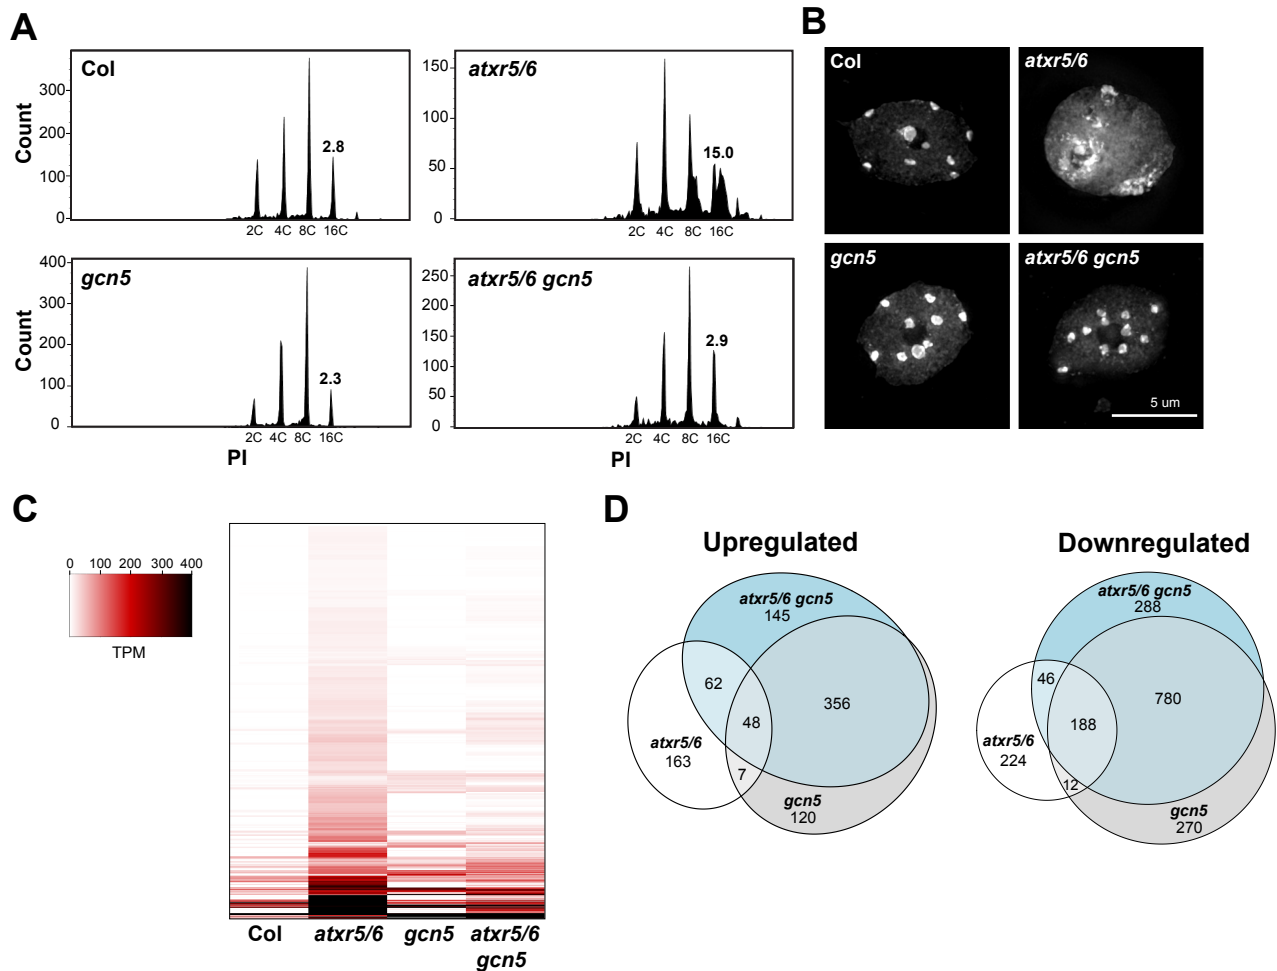 A
Col
Count
300
200
100
0
2.8
2C 4C 8C 16C
atxr5/6
150
100
50
0
15.0
2C 4C 8C 16C
gcn5
Count
400
300
200
100
0
2.3
2C 4C 8C 16C
PI
atxr5/6 gcn5
250
200
150
100
50
0
2.9
2C 4C 8C 16C
PI
B
Col
atxr5/6
gcn5
atxr5/6 gcn5
5 um
C
0 100 200 300 400
TPM
Col
atxr5/6
gcn5
atxr5/6
gcn5
D
Upregulated
atxr5/6 gcn5
145
62
356
48
atxr5/6
163
7
gcn5
120
Downregulated
atxr5/6 gcn5
288
46
780
188
atxr5/6
224
12
gcn5
270